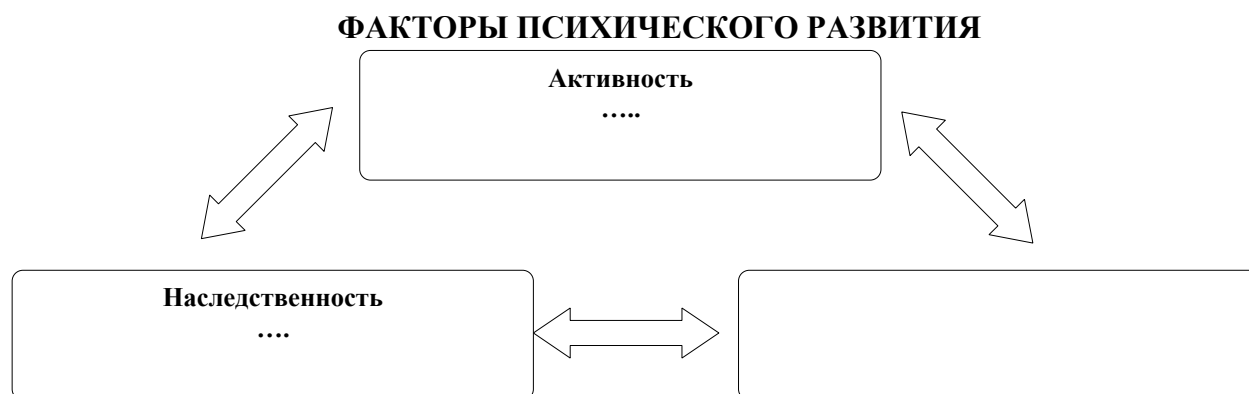 ФАКТОРЫ ПСИХИЧЕСКОГО РАЗВИТИЯ
Активность
…..
Наследственность
….